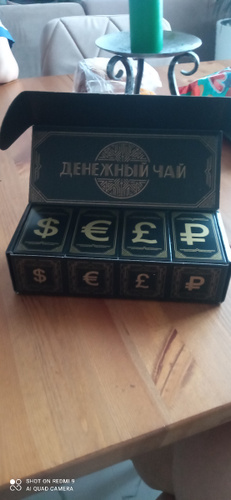 ДЕНЕЖНЫЙ ЧАЙ
$ € £ ₽
$ € £ ₽
SHOT ON REDMI 9
AI QUAD CAMERA